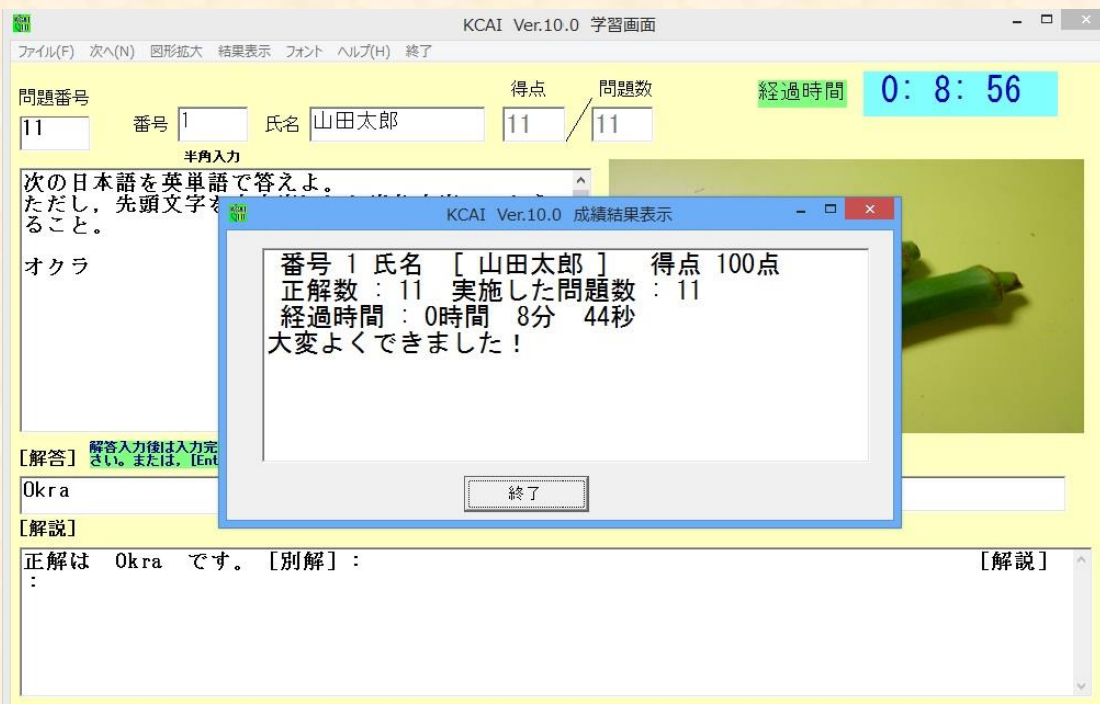 KCAI Ver.10.0 学習画面
ファイル(F) 次へ(N) 図形拡大 結果表示 フォント ヘルプ(H) 終了
問題番号
11
番号 1
半角入力
氏名 山田太郎
得点 / 問題数
11 / 11
経過時間 0: 8: 56
次の日本語を英単語で答えよ。
ただし，先頭文字を
ること。
オクラ
KCAI Ver.10.0 成績結果表示
番号 1 氏名 [ 山田太郎 ] 得点 100点
正解数 : 11 実施した問題数 : 11
経過時間 : 0時間 8分 44秒
大変よくできました！
終了
[解答] 解答入力後は入力完
さい。または，[Ent
Okra
[解説]
正解は Okra です。 [別解] : [解説]
: